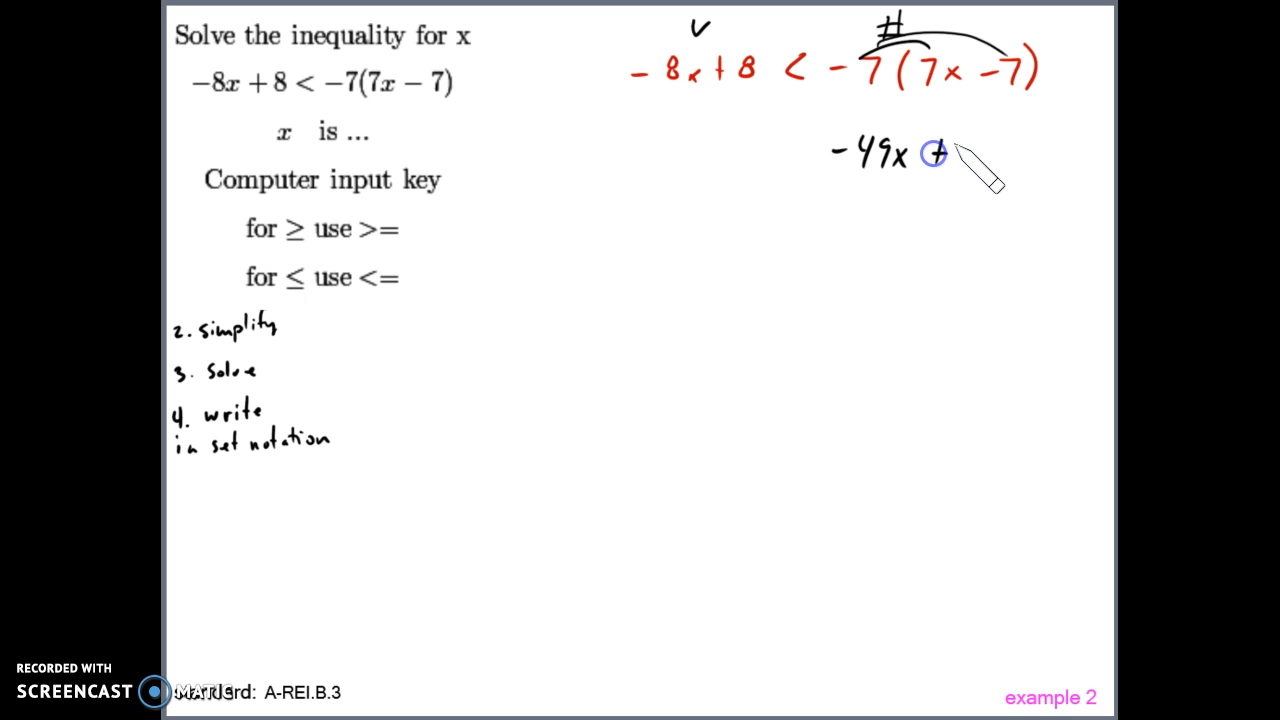 Solve the inequality for x
−8x + 8 < −7(7x − 7)
x is ...
Computer input key
for ≥ use >=
for ≤ use <=
2. simplify
3. solve
4. write
in set notation
V #
- 8x + 8 < - 7 ( 7x - 7)
- 49x +
RECORDED WITH
SCREENCAST MATIC
A-REI.B.3
example 2